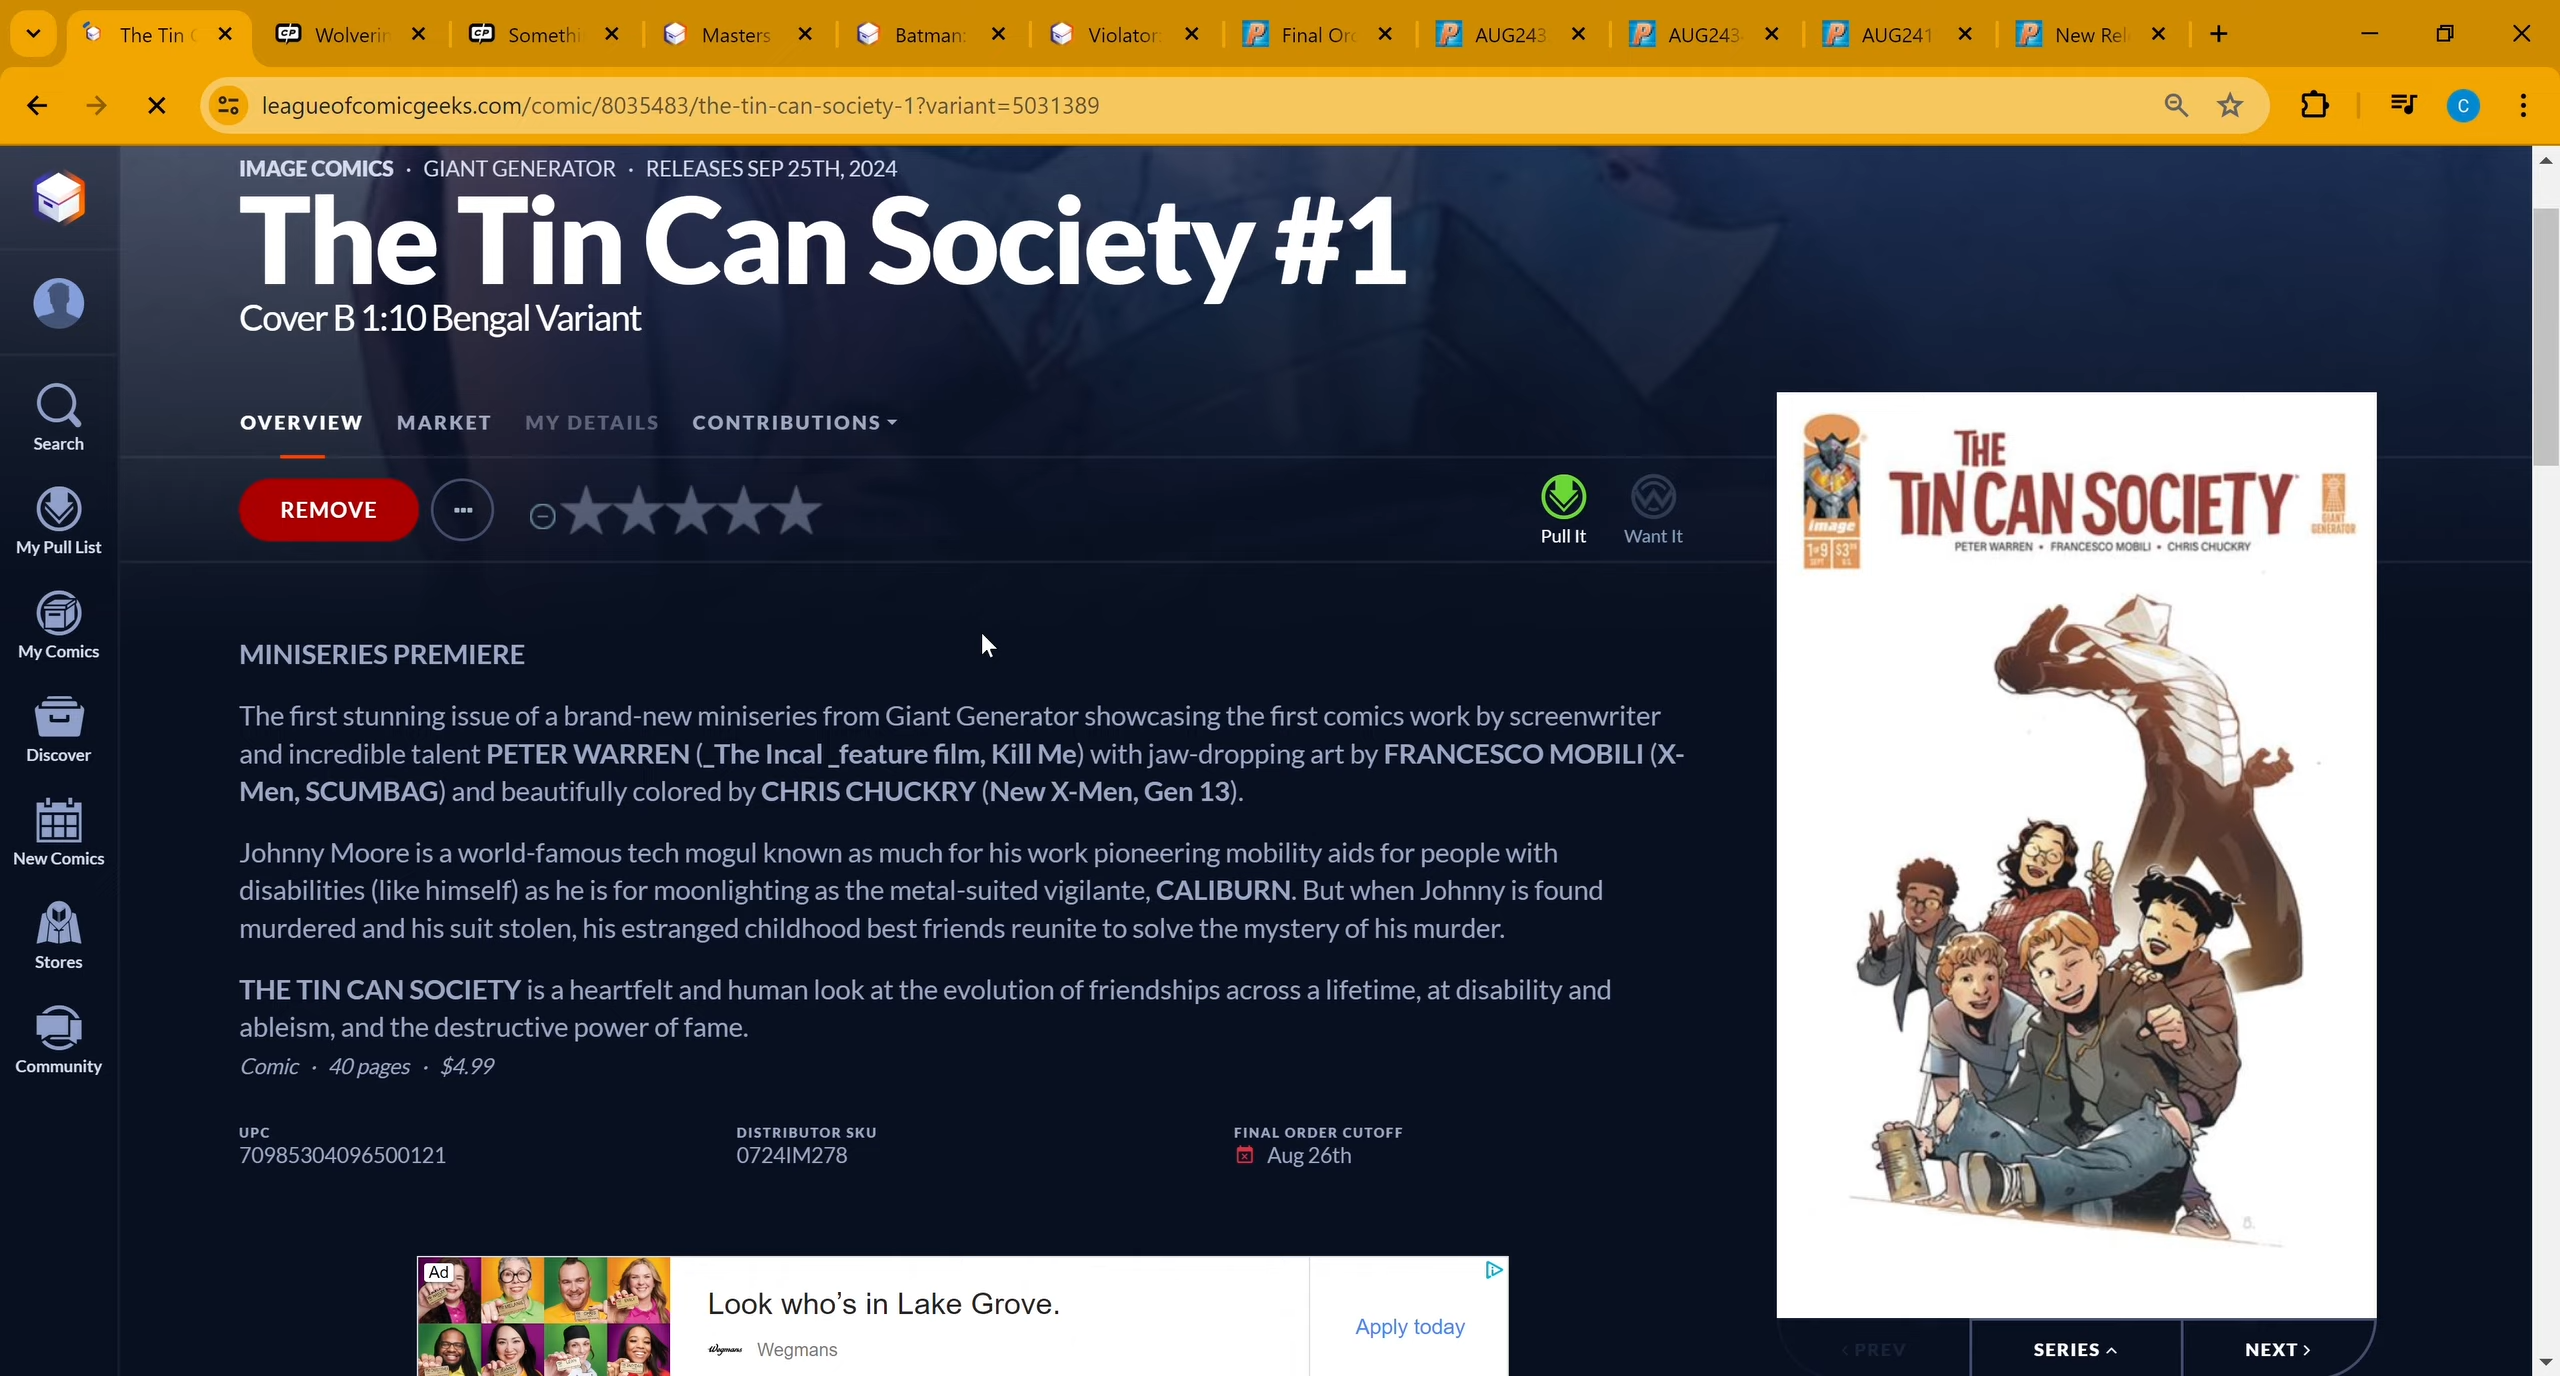 The Tin C
Wolverin
Somethi
Masters
Batman:
Violator:
Final Orc
AUG243
AUG243
AUG241
New Rel
leagueofcomicgeeks.com/comic/8035483/the-tin-can-society-1?variant=5031389
C
IMAGE COMICS · GIANT GENERATOR · RELEASES SEP 25TH, 2024
The Tin Can Society #1
Cover B 1:10 Bengal Variant
OVERVIEW MARKET MY DETAILS CONTRIBUTIONS
REMOVE
Pull It
Want It
Search
My Pull List
My Comics
Discover
New Comics
Stores
Community
MINISERIES PREMIERE
The first stunning issue of a brand-new miniseries from Giant Generator showcasing the first comics work by screenwriter
and incredible talent PETER WARREN (_The Incal _feature film, Kill Me) with jaw-dropping art by FRANCESCO MOBILI (X-
Men, SCUMBAG) and beautifully colored by CHRIS CHUCKRY (New X-Men, Gen 13).
Johnny Moore is a world-famous tech mogul known as much for his work pioneering mobility aids for people with
disabilities (like himself) as he is for moonlighting as the metal-suited vigilante, CALIBURN. But when Johnny is found
murdered and his suit stolen, his estranged childhood best friends reunite to solve the mystery of his murder.
THE TIN CAN SOCIETY is a heartfelt and human look at the evolution of friendships across a lifetime, at disability and
ableism, and the destructive power of fame.
Comic · 40 pages · $4.99
UPC
70985304096500121
DISTRIBUTOR SKU
0724IM278
FINAL ORDER CUTOFF
Aug 26th
Ad
Look who's in Lake Grove.
Wegmans
Wegmans
Apply today
image
1 of 9
SEPT U.S.
THE
TIN CAN SOCIETY
PETER WARREN • FRANCESCO MOBILI • CHRIS CHUCKRY
GIANT
GENERATOR
B.
< PREV
SERIES
NEXT >